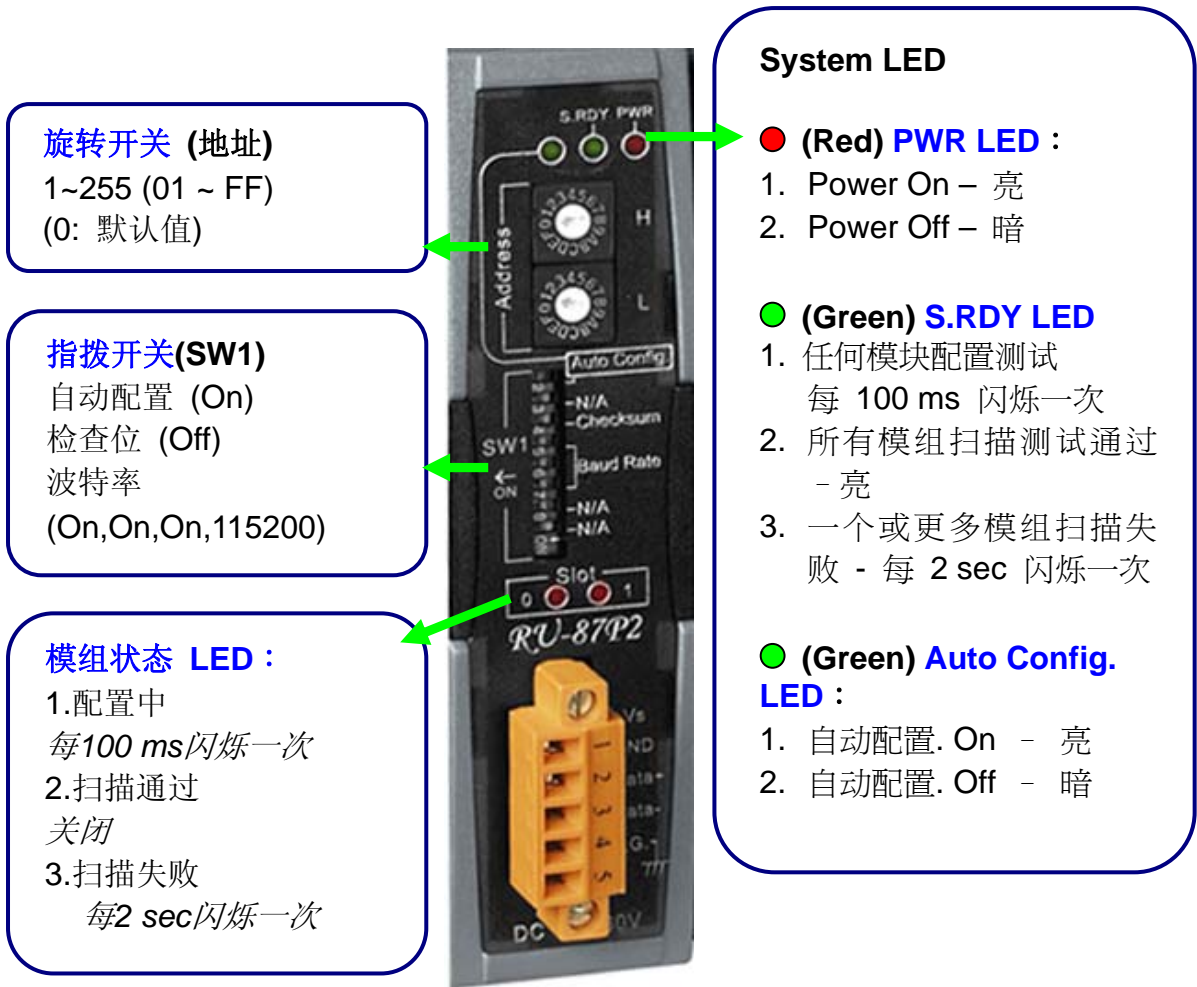 旋转开关 (地址)
1~255 (01 ~ FF)
(0: 默认值)
指拨开关(SW1)
自动配置 (On)
检查位 (Off)
波特率
(On,On,On,115200)
模组状态 LED：
1.配置中
每100 ms闪烁一次
2.扫描通过
关闭
3.扫描失败
每2 sec闪烁一次
S.RDY PWR
Address
H
L
Auto Config
N/A
Checksum
SW1
Baud Rate
ON
N/A
N/A
Slot
0 1
RU-87P2
Vs
1
2
3
4
G.
5
DC
System LED
(Red) PWR LED：
1. Power On – 亮
2. Power Off – 暗
(Green) S.RDY LED
1. 任何模块配置测试
每 100 ms 闪烁一次
2. 所有模组扫描测试通过
–亮
3. 一个或更多模组扫描失
败 - 每 2 sec 闪烁一次
(Green) Auto Config.
LED：
1. 自动配置. On – 亮
2. 自动配置. Off – 暗